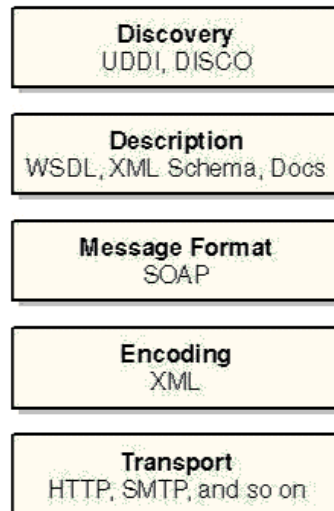 Discovery
UDDI, DISCO
Description
WSDL, XML Schema, Docs
Message Format
SOAP
Encoding
XML
Transport
HTTP, SMTP, and so on